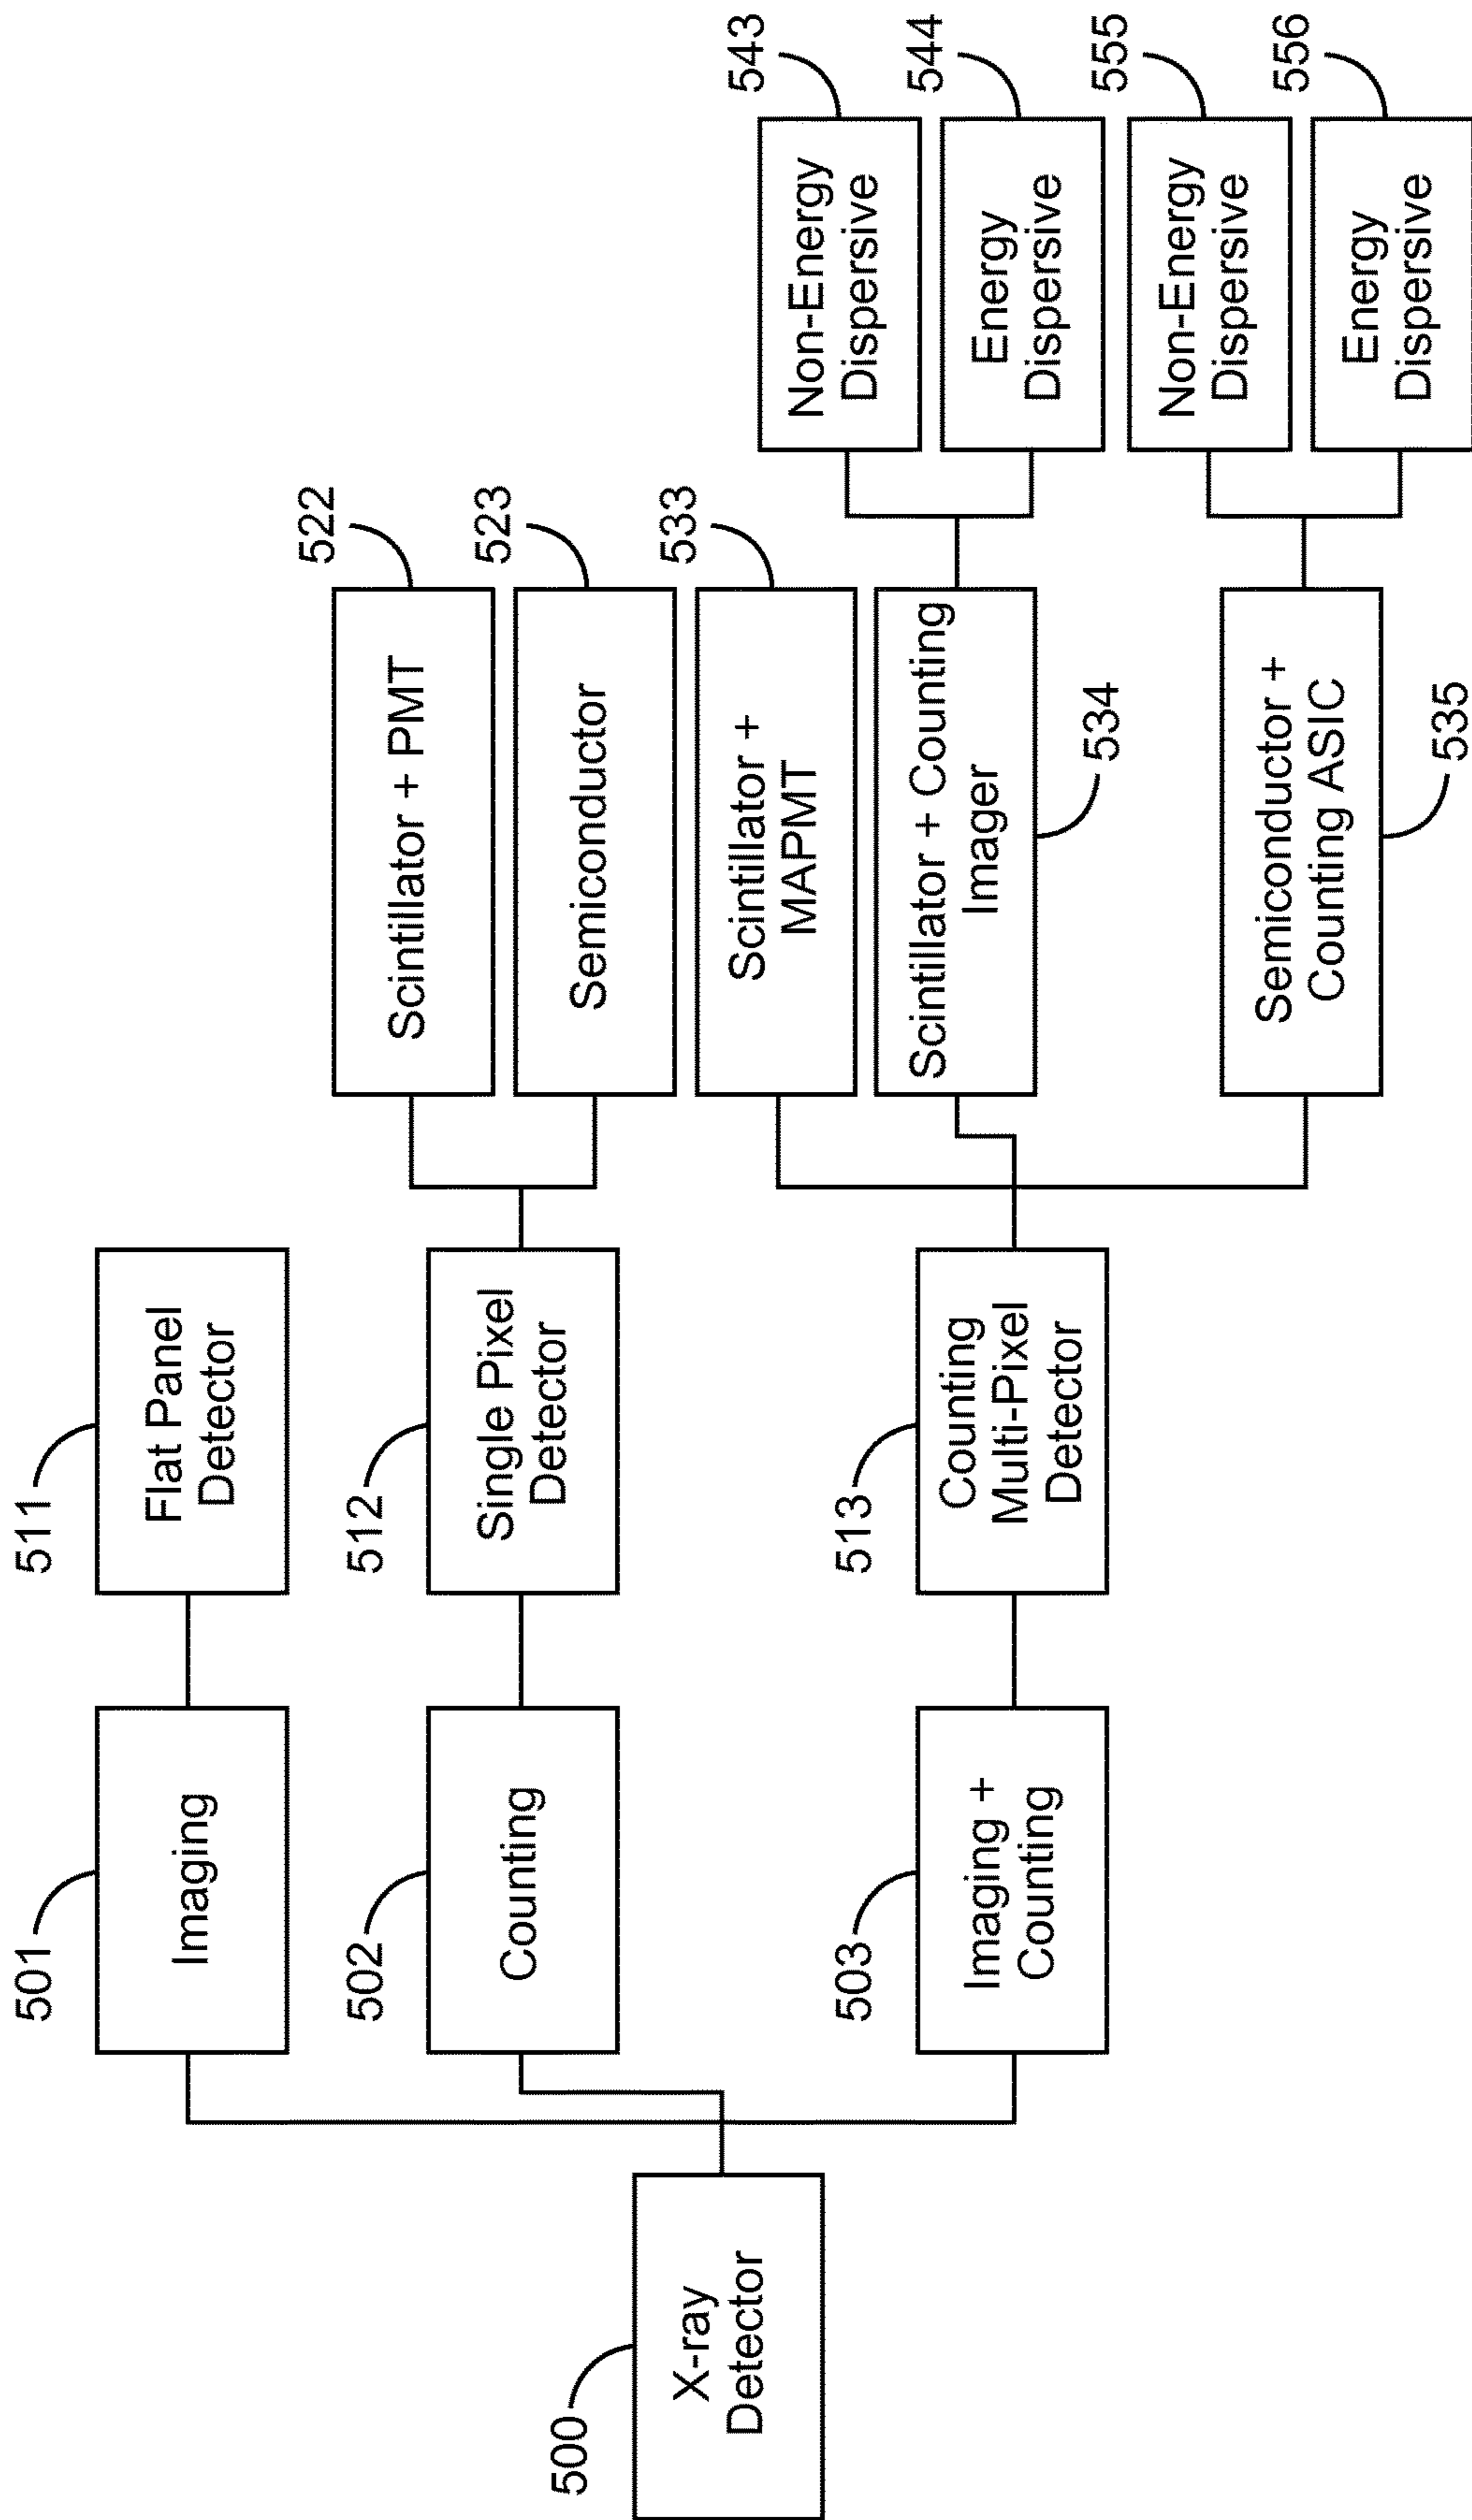 500
X-ray
Detector
501
Imaging
502
Counting
503
Imaging +
Counting
511
Flat Panel
Detector
512
Single Pixel
Detector
513
Counting
Multi-Pixel
Detector
522
Scintillator + PMT
523
Semiconductor
533
Scintillator +
MAPMT
Scintillator + Counting
Imager
534
Semiconductor +
Counting ASIC
535
543
Non-Energy
Dispersive
544
Energy
Dispersive
555
Non-Energy
Dispersive
556
Energy
Dispersive